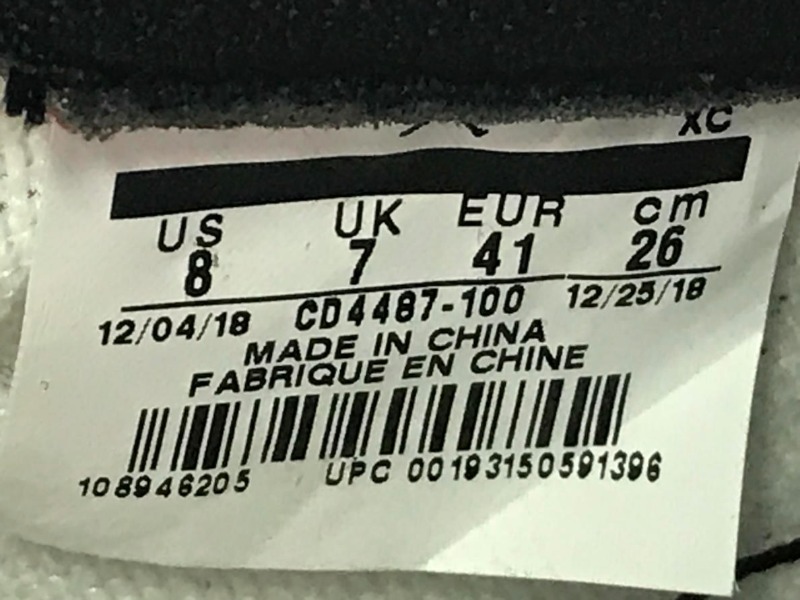 XC
US UK EUR cm
8 7 41 26
12/04/18 CD4487-100 12/25/18
MADE IN CHINA
FABRIQUE EN CHINE
108946205 UPC 00193150591396